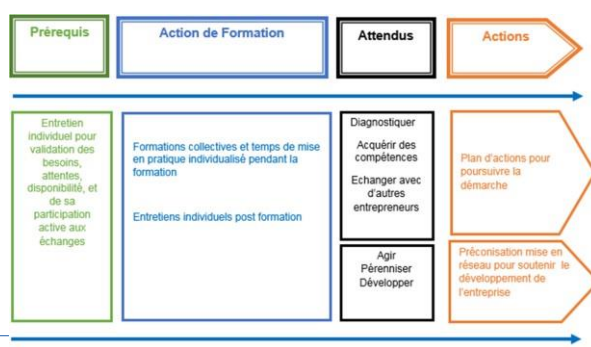 Prérequis
Action de Formation
Attendus
Actions
Entretien
individuel pour
validation des
besoins,
attentes,
disponibilité, et
de sa
participation
active aux
échanges
Formations collectives et temps de mise
en pratique individualisé pendant la
formation
Entretiens individuels post formation
Diagnostiquer
Acquérir des
compétences
Echanger avec
d'autres
entrepreneurs
Agir
Pérenniser
Développer
Plan d'actions pour
poursuivre la
démarche
Préconisation mise en
réseau pour soutenir le
développement de
l'entreprise